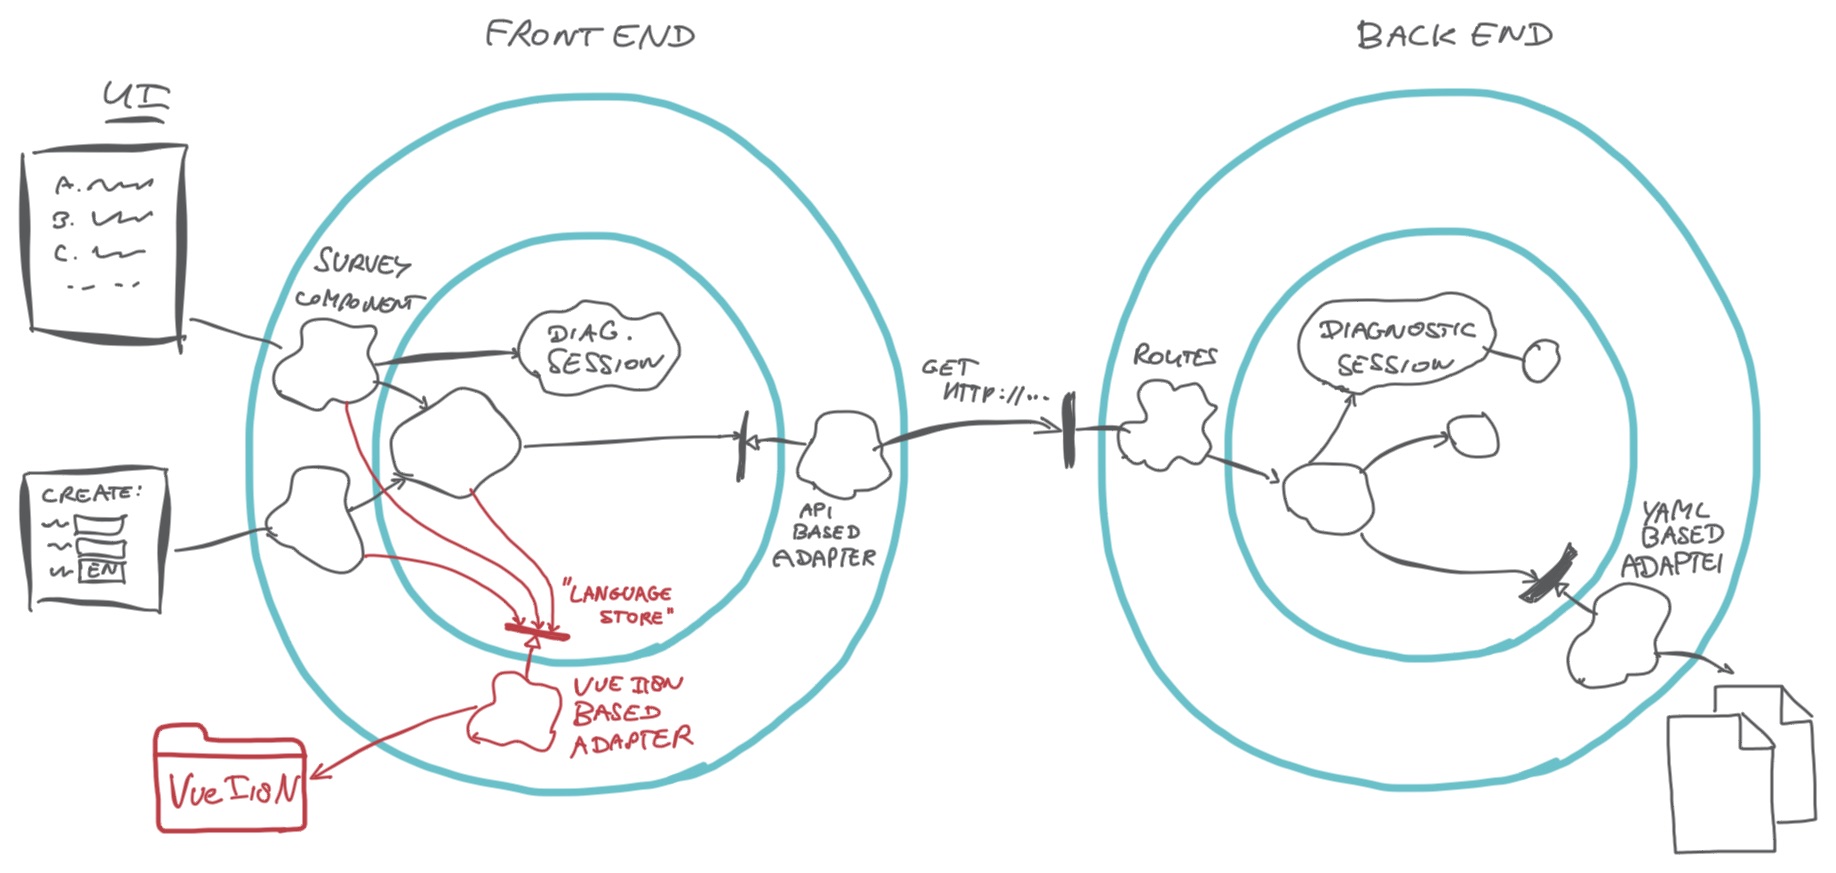 FRONT END
BACK END
UI
A.
B.
C.
SURVEY
COMPONENT
DIAG.
SESSION
GET
HTTP://...
ROUTES
DIAGNOSTIC
SESSION
CREATE:
EN
API
BASED
ADAPTER
YAML
BASED
ADAPTEI
"LANGUAGE
STORE"
VUE I18N
BASED
ADAPTER
Vue I18N